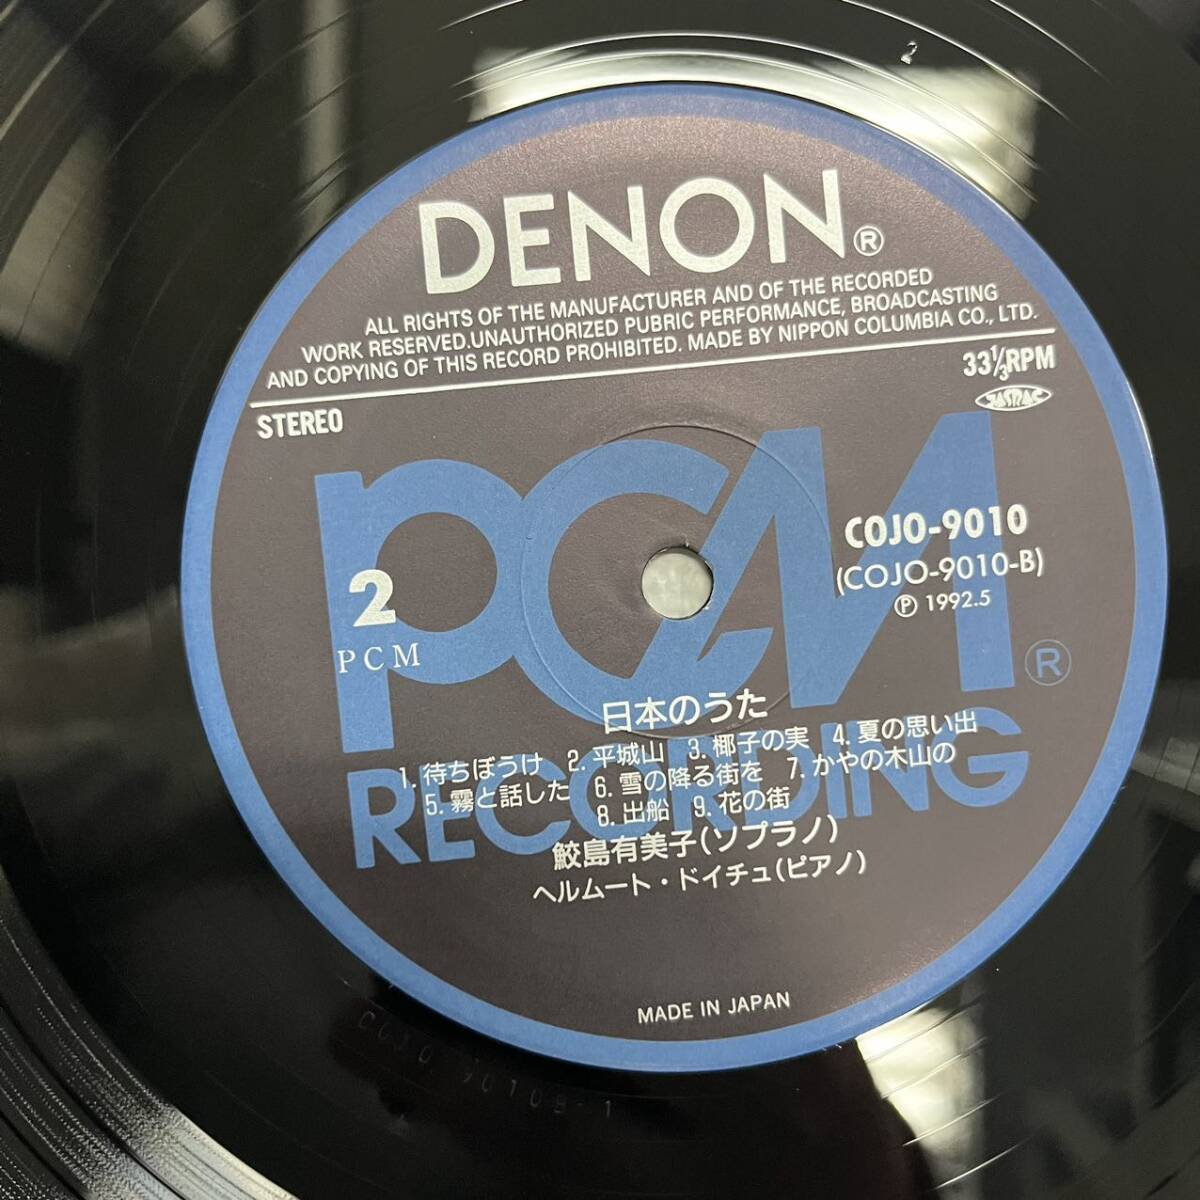 DENON®
ALL RIGHTS OF THE MANUFACTURER AND OF THE RECORDED
WORK RESERVED.UNAUTHORIZED PUBRIC PERFORMANCE, BROADCASTING
AND COPYING OF THIS RECORD PROHIBITED. MADE BY NIPPON COLUMBIA CO., LTD.
STEREO
33⅓RPM
JASRAC
PCM®
RECORDING
COJO-9010
(COJO-9010-B)
Ⓟ 1992.5
2
PCM
日本のうた
1. 待ちぼうけ 2. 平城山 3. 椰子の実 4. 夏の思い出
5. 霧と話した 6. 雪の降る街を 7. かやの木山の
8. 出船 9. 花の街
鮫島有美子(ソプラノ)
ヘルムート・ドイチュ(ピアノ)
MADE IN JAPAN